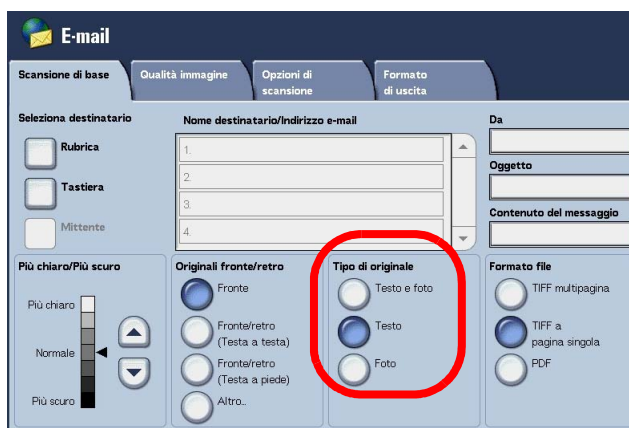 E-mail
Scansione di base
Qualità immagine
Opzioni di
scansione
Formato
di uscita
Seleziona destinatario
Rubrica
Tastiera
Mittente
Nome destinatario/Indirizzo e-mail
1.
2.
3.
4.
Da
Oggetto
Contenuto del messaggio
Più chiaro/Più scuro
Più chiaro
Normale
Più scuro
Originali fronte/retro
Fronte
Fronte/retro
(Testa a testa)
Fronte/retro
(Testa a piede)
Altro..
Tipo di originale
Testo e foto
Testo
Foto
Formato file
TIFF multipagina
TIFF a
pagina singola
PDF